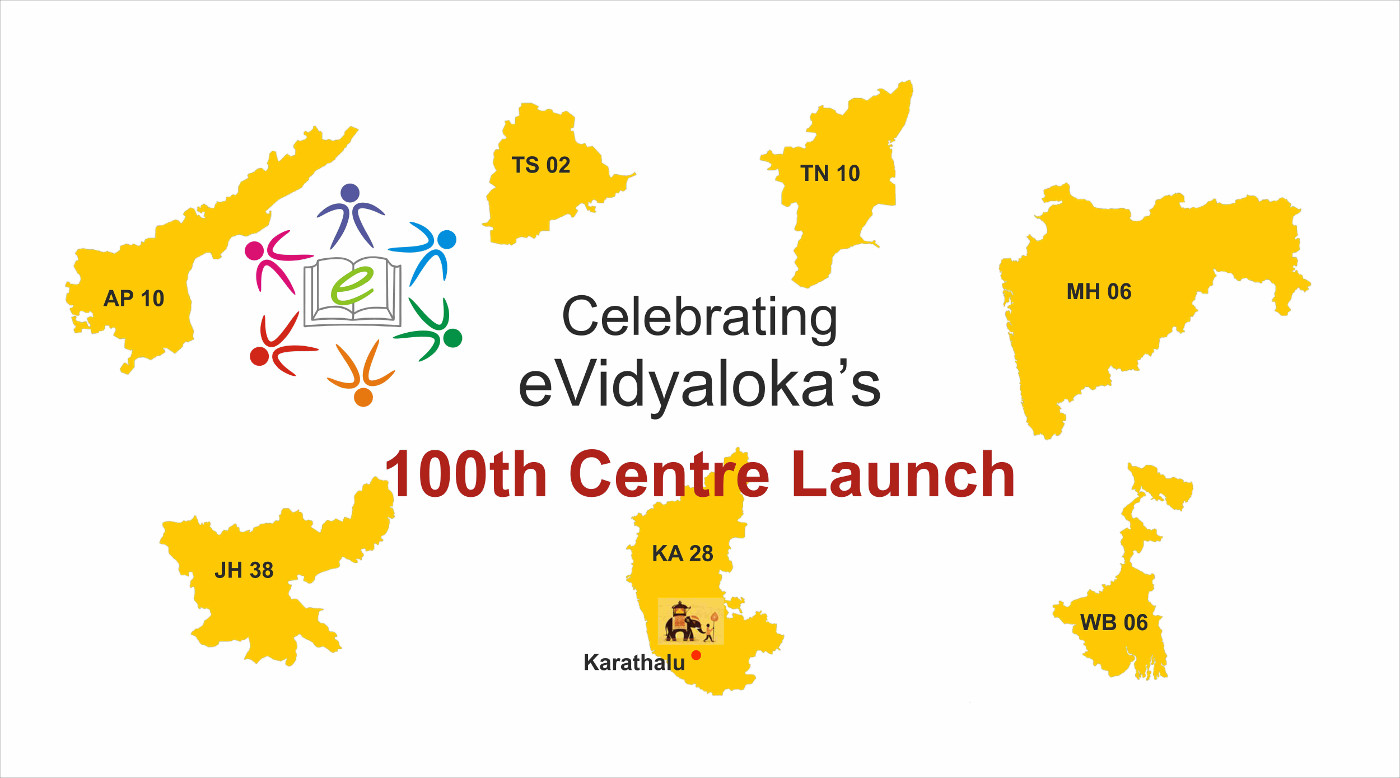 TS 02
TN 10
AP 10
e
MH 06
Celebrating
eVidyaloka’s
100th Centre Launch
JH 38
KA 28
WB 06
Karathalu